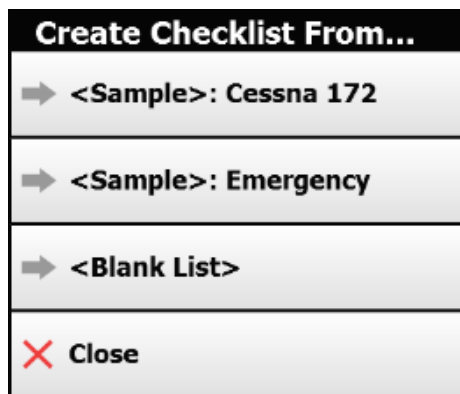 Create Checklist From...
<Sample>: Cessna 172
<Sample>: Emergency
<Blank List>
Close